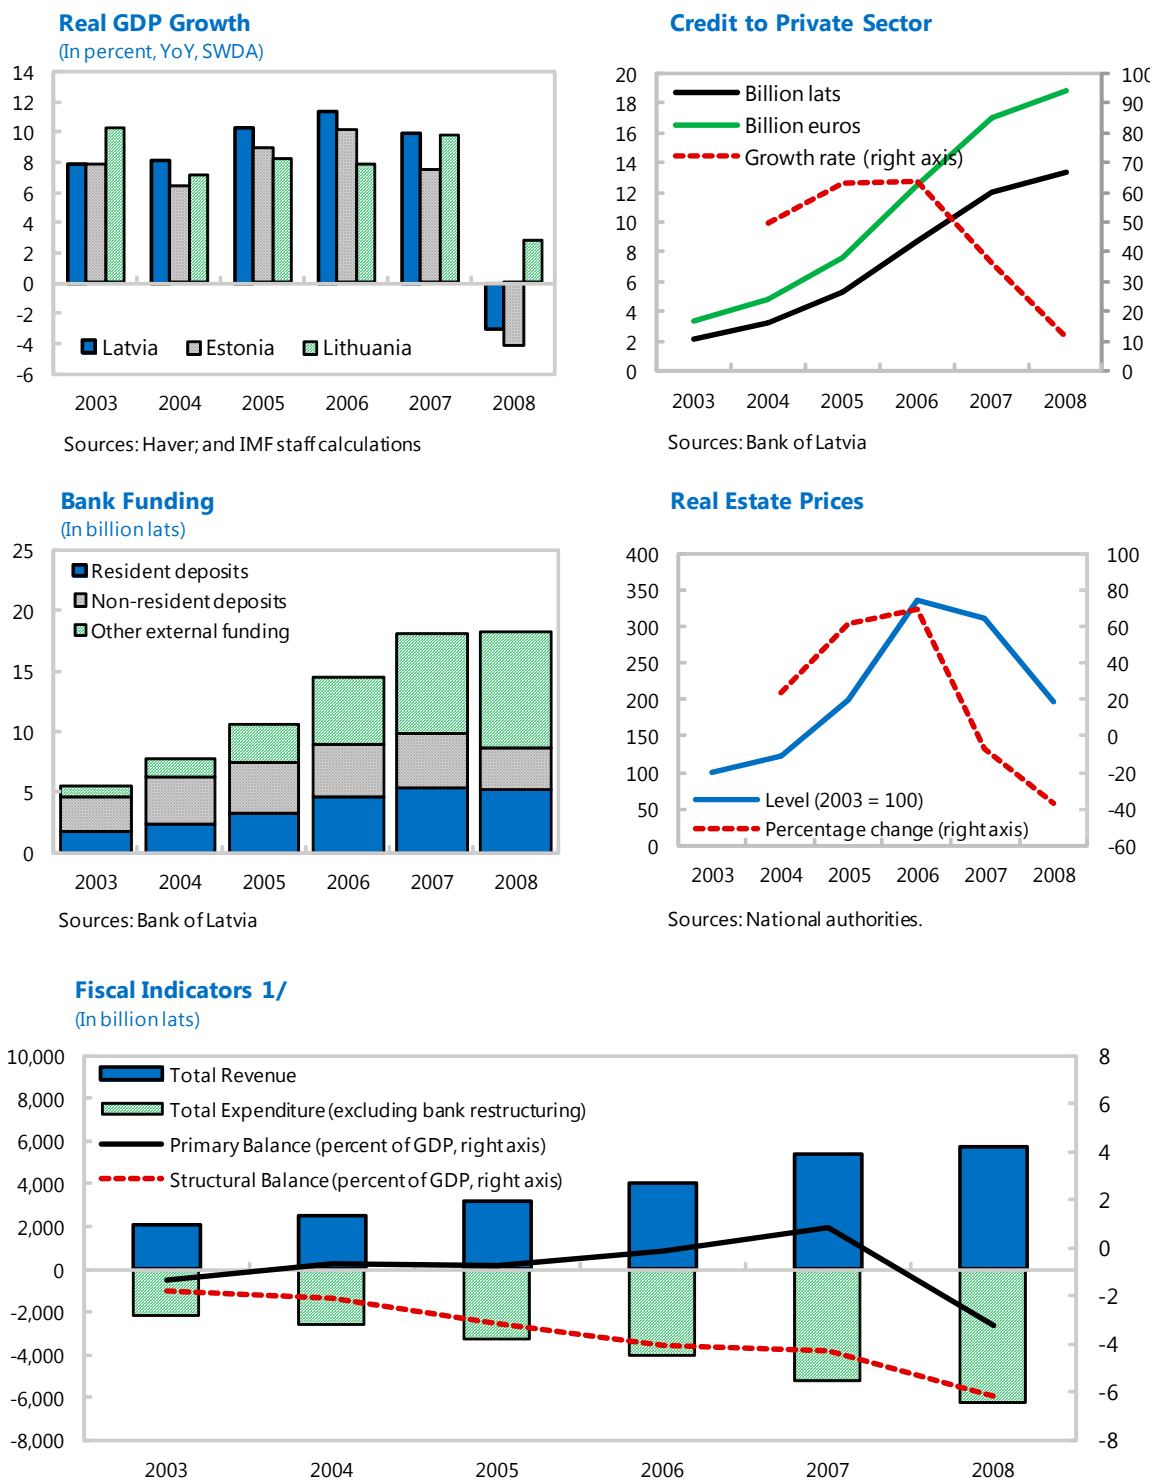 Real GDP Growth
(In percent, YoY, SWDA)
14
12
10
8
6
4
2
0
-2
-4
-6
Latvia Estonia Lithuania
2003 2004 2005 2006 2007 2008
Sources: Haver; and IMF staff calculations
Credit to Private Sector
20
18
16
14
12
10
8
6
4
2
0
Billion lats
Billion euros
Growth rate (right axis)
100
90
80
70
60
50
40
30
20
10
0
2003 2004 2005 2006 2007 2008
Sources: Bank of Latvia
Bank Funding
(In billion lats)
25
20
15
10
5
0
Resident deposits
Non-resident deposits
Other external funding
2003 2004 2005 2006 2007 2008
Sources: Bank of Latvia
Real Estate Prices
400
350
300
250
200
150
100
50
0
Level (2003 = 100)
Percentage change (right axis)
100
80
60
40
20
0
-20
-40
-60
2003 2004 2005 2006 2007 2008
Sources: National authorities.
Fiscal Indicators 1/
(In billion lats)
10,000
8,000
6,000
4,000
2,000
0
-2,000
-4,000
-6,000
-8,000
Total Revenue
Total Expenditure (excluding bank restructuring)
Primary Balance (percent of GDP, right axis)
Structural Balance (percent of GDP, right axis)
8
6
4
2
0
-2
-4
-6
-8
2003 2004 2005 2006 2007 2008